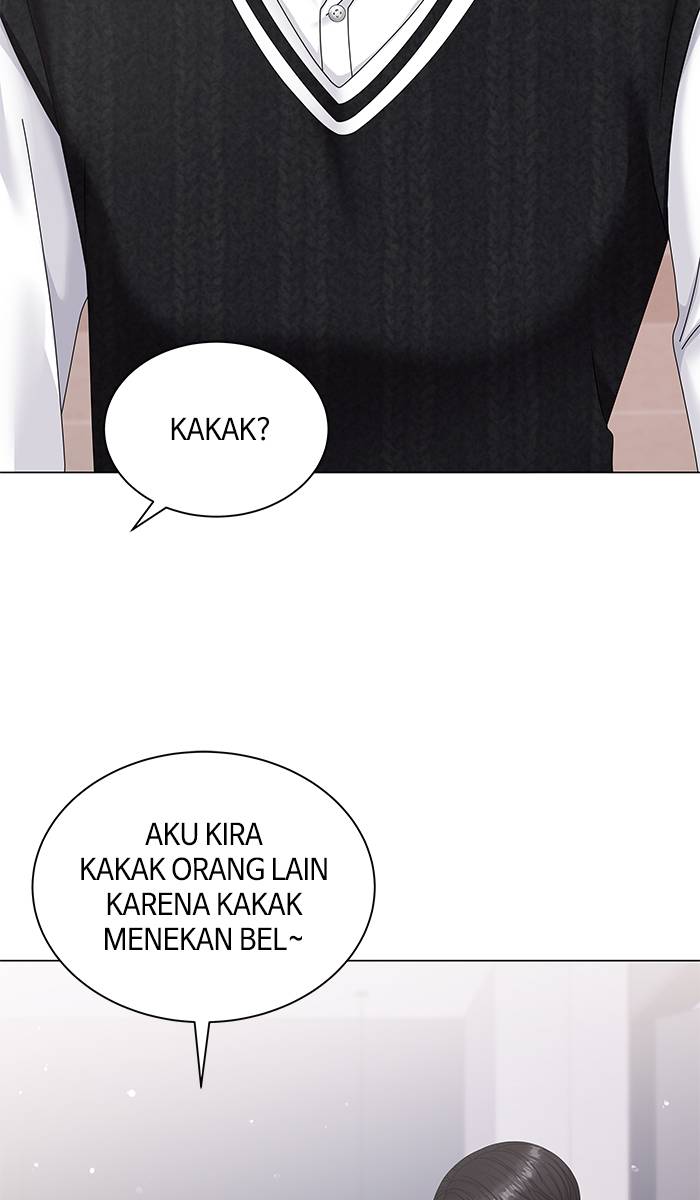 KAKAK?
AKU KIRA
KAKAK ORANG LAIN
KARENA KAKAK
MENEKAN BEL~